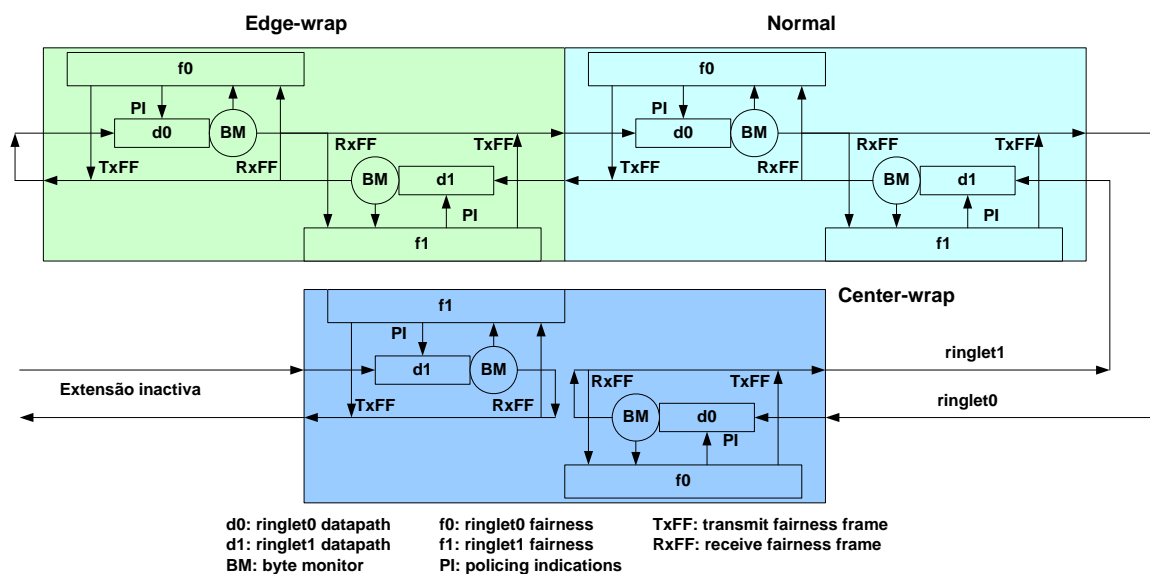 Edge-wrap
Normal
f0
PI
d0
BM
TxFF
RxFF
RxFF
TxFF
BM
d1
PI
f1
f0
PI
d0
BM
TxFF
RxFF
RxFF
TxFF
BM
d1
PI
f1
Center-wrap
f1
PI
d1
BM
TxFF
RxFF
RxFF
TxFF
BM
d0
PI
f0
Extensão inactiva
ringlet1
ringlet0
d0: ringlet0 datapath
f0: ringlet0 fairness
TxFF: transmit fairness frame
d1: ringlet1 datapath
f1: ringlet1 fairness
RxFF: receive fairness frame
BM: byte monitor
PI: policing indications